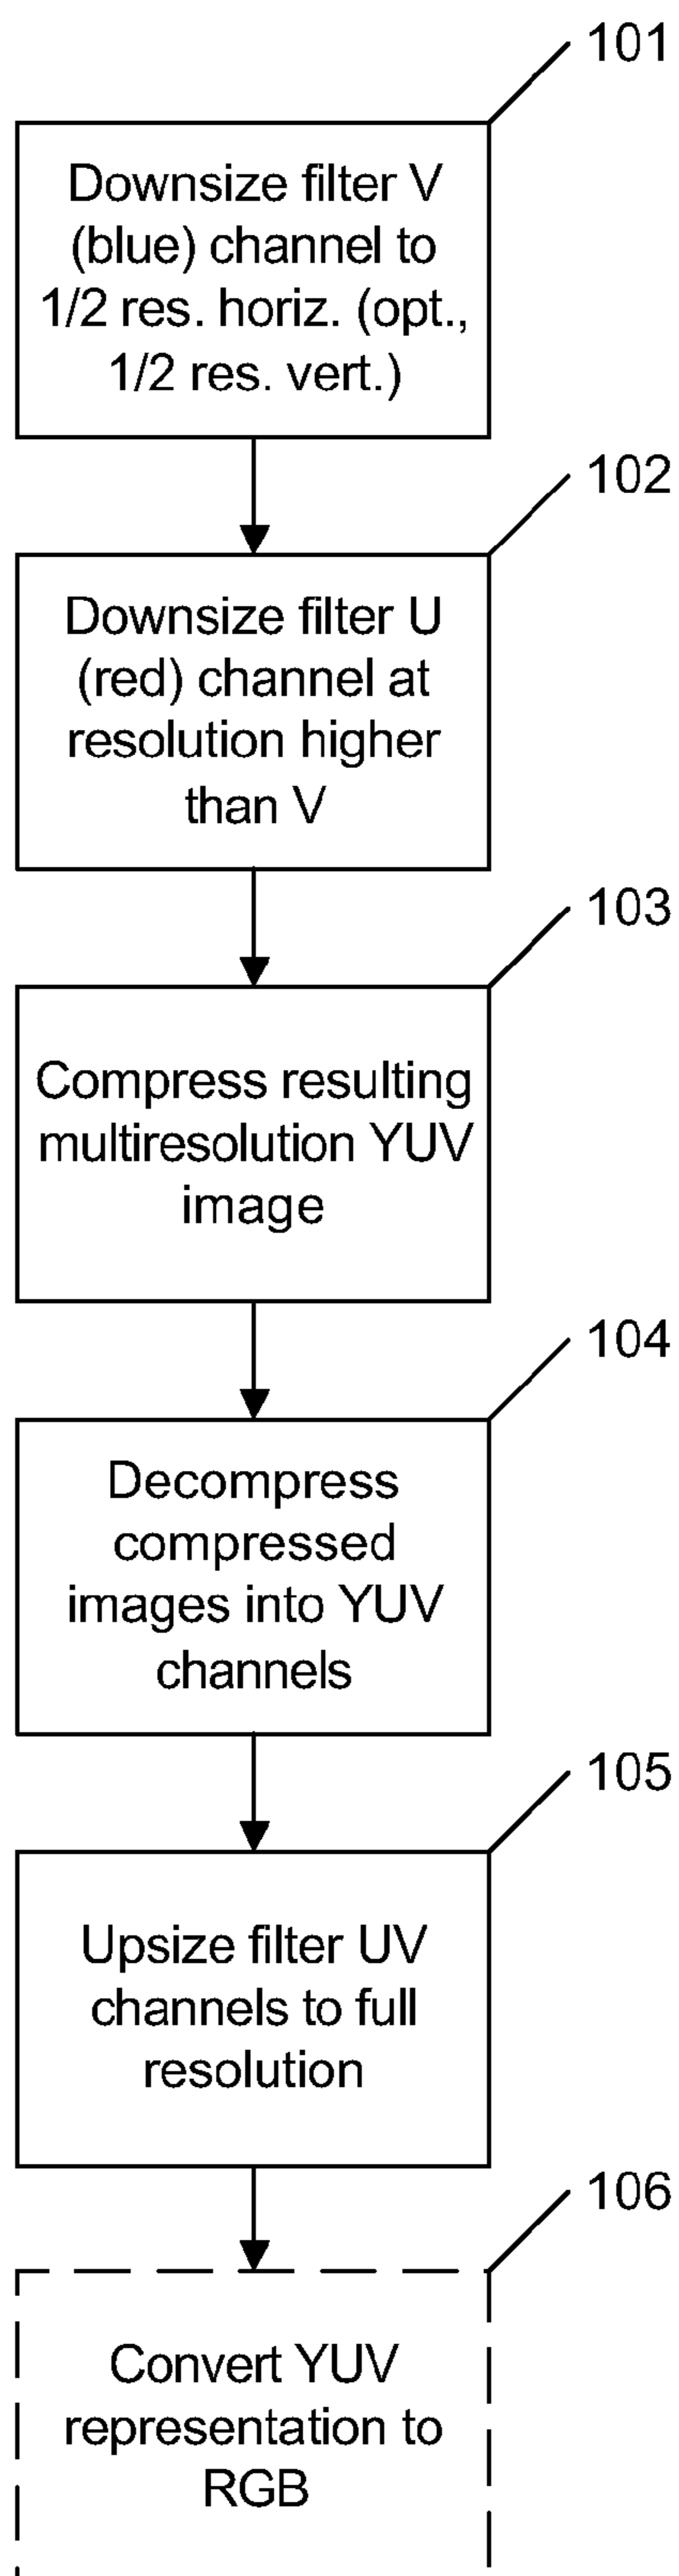 101
Downsize filter V
(blue) channel to
1/2 res. horiz. (opt.,
1/2 res. vert.)
102
Downsize filter U
(red) channel at
resolution higher
than V
103
Compress resulting
multiresolution YUV
image
104
Decompress
compressed
images into YUV
channels
105
Upsize filter UV
channels to full
resolution
106
Convert YUV
representation to
RGB